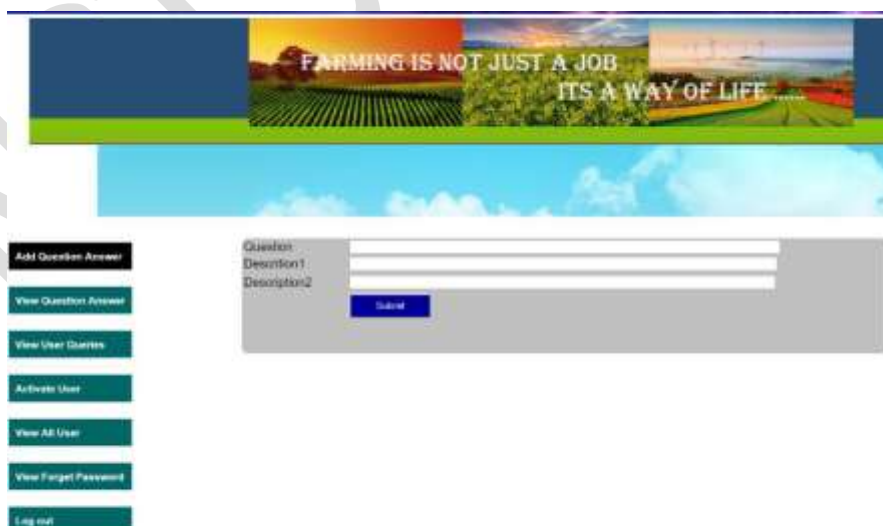 FARMING IS NOT JUST A JOB
ITS A WAY OF LIFE ......
Add Question Answer
View Question Answer
View User Queries
Activate User
View All User
View Forget Password
Log out
Question
Descrition1
Description2
Submit